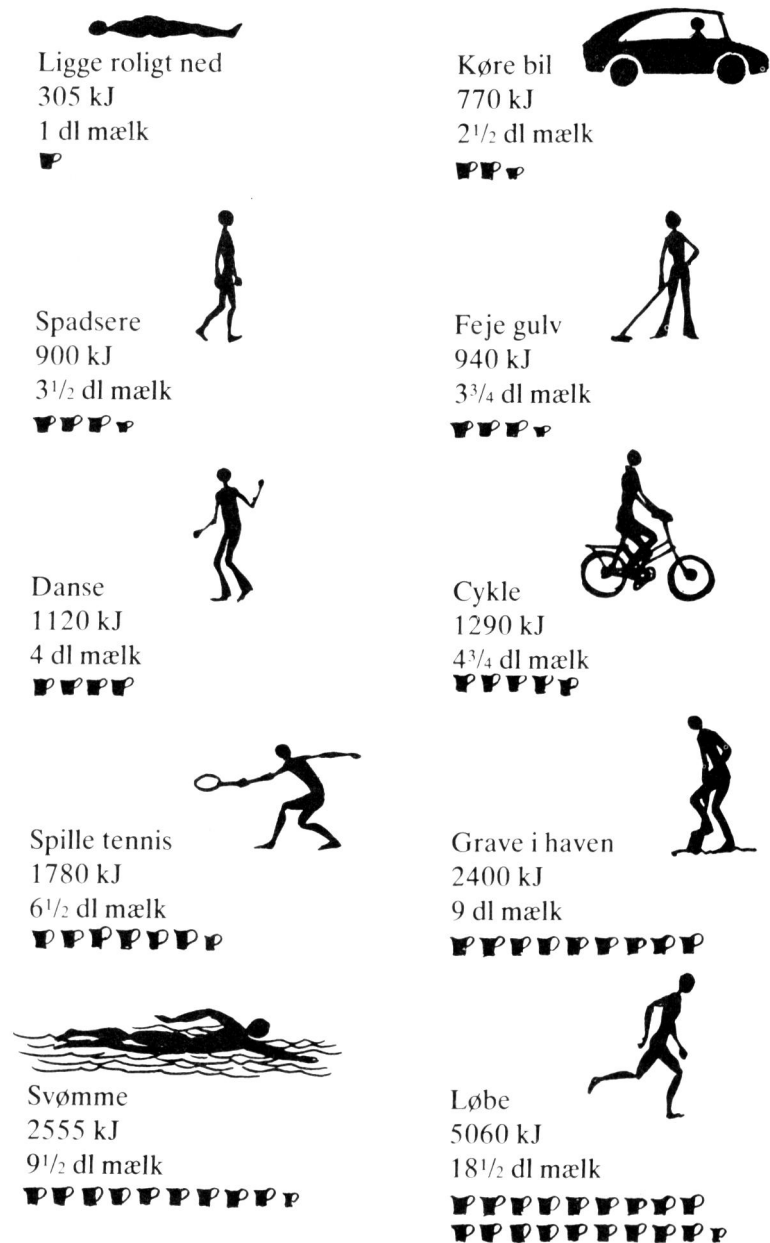 Ligge roligt ned
305 kJ
1 dl mælk
Køre bil
770 kJ
2¹/₂ dl mælk
Spadsere
900 kJ
3¹/₂ dl mælk
Feje gulv
940 kJ
3³/₄ dl mælk
Danse
1120 kJ
4 dl mælk
Cykle
1290 kJ
4³/₄ dl mælk
Spille tennis
1780 kJ
6¹/₂ dl mælk
Grave i haven
2400 kJ
9 dl mælk
Svømme
2555 kJ
9¹/₂ dl mælk
Løbe
5060 kJ
18¹/₂ dl mælk